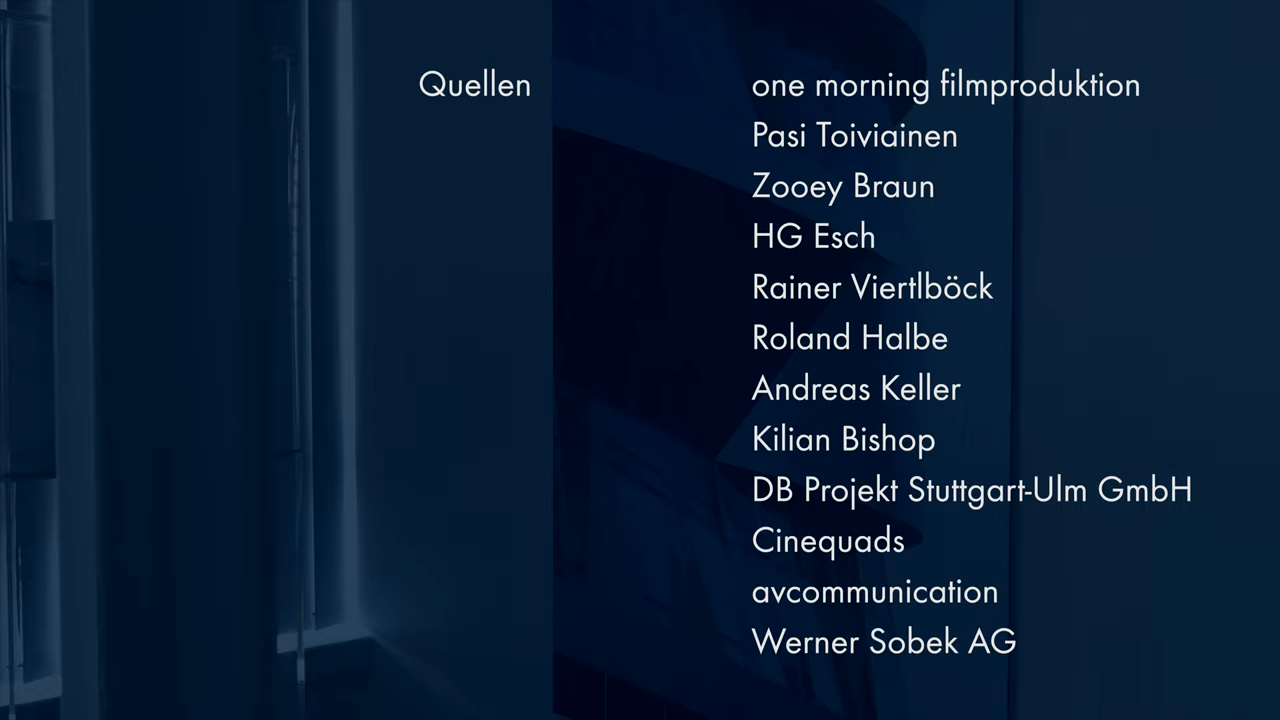 Quellen
one morning filmproduktion
Pasi Toiviainen
Zooey Braun
HG Esch
Rainer Viertlböck
Roland Halbe
Andreas Keller
Kilian Bishop
DB Projekt Stuttgart-Ulm GmbH
Cinequads
avcommunication
Werner Sobek AG